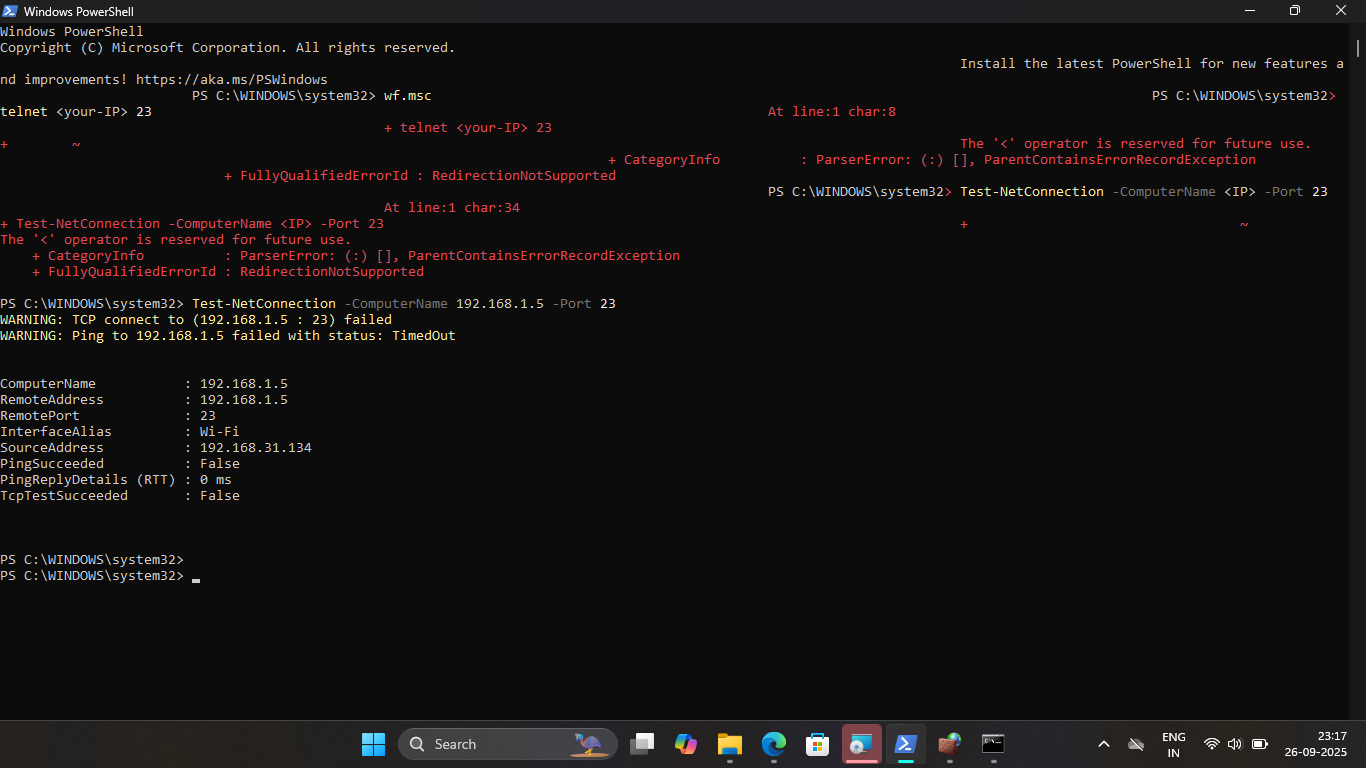 Windows PowerShell
Windows PowerShell
Copyright (C) Microsoft Corporation. All rights reserved.
Install the latest PowerShell for new features a
nd improvements! https://aka.ms/PSWindows
PS C:\WINDOWS\system32> wf.msc
PS C:\WINDOWS\system32>
telnet <your-IP> 23
At line:1 char:8
+ telnet <your-IP> 23
+        ~
The '<' operator is reserved for future use.
+ CategoryInfo          : ParserError: (:) [], ParentContainsErrorRecordException
+ FullyQualifiedErrorId : RedirectionNotSupported
PS C:\WINDOWS\system32> Test-NetConnection -ComputerName <IP> -Port 23
At line:1 char:34
+ Test-NetConnection -ComputerName <IP> -Port 23
+                                  ~
The '<' operator is reserved for future use.
+ CategoryInfo          : ParserError: (:) [], ParentContainsErrorRecordException
+ FullyQualifiedErrorId : RedirectionNotSupported
PS C:\WINDOWS\system32> Test-NetConnection -ComputerName 192.168.1.5 -Port 23
WARNING: TCP connect to (192.168.1.5 : 23) failed
WARNING: Ping to 192.168.1.5 failed with status: TimedOut
ComputerName           : 192.168.1.5
RemoteAddress          : 192.168.1.5
RemotePort             : 23
InterfaceAlias         : Wi-Fi
SourceAddress          : 192.168.31.134
PingSucceeded          : False
PingReplyDetails (RTT) : 0 ms
TcpTestSucceeded       : False
PS C:\WINDOWS\system32>
PS C:\WINDOWS\system32>
Search
ENG
IN
23:17
26-09-2025